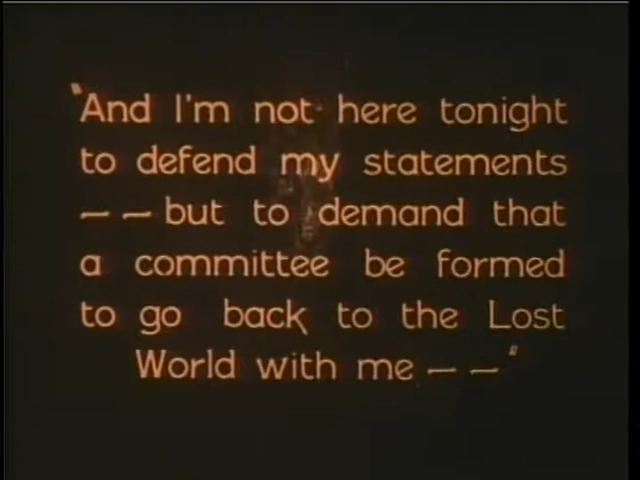 "And I'm not here tonight
to defend my statements
— — but to demand that
a committee be formed
to go back to the Lost
World with me — —"